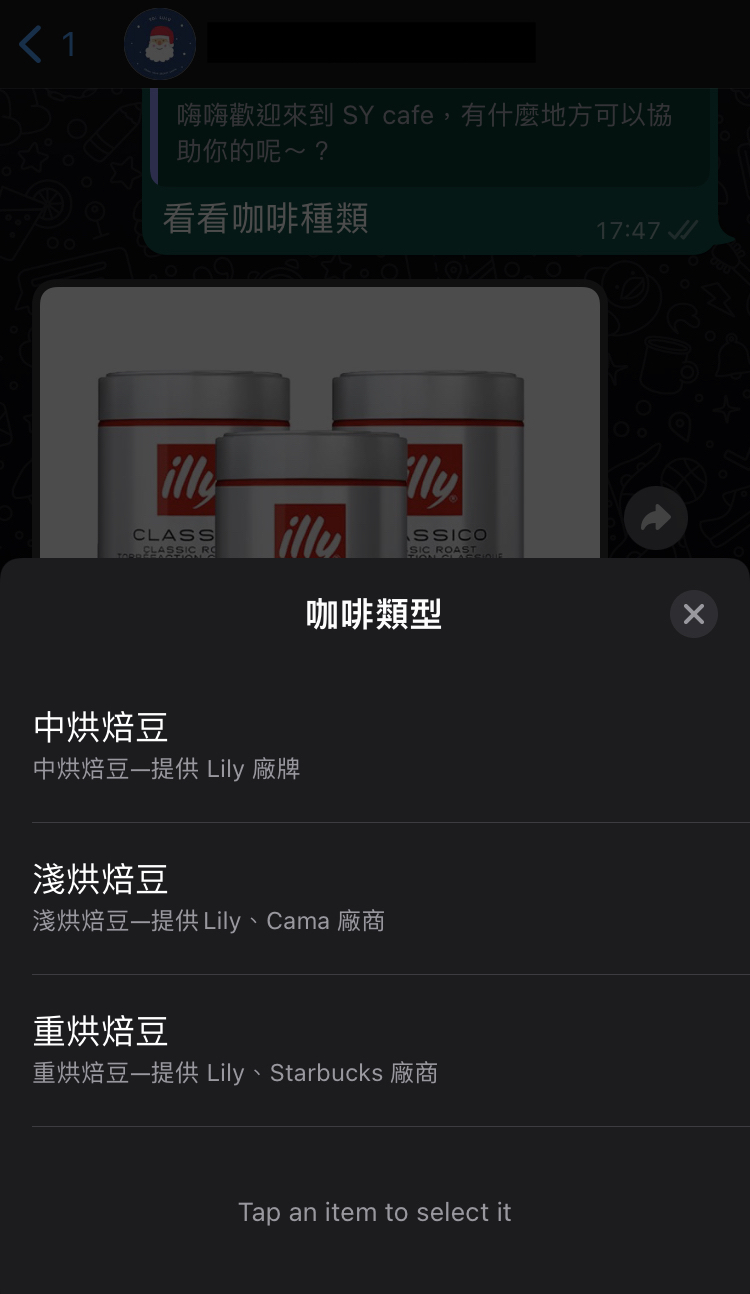 1
嗨嗨歡迎來到 SY cafe，有什麼地方可以協
助你的呢～？
看看咖啡種類
17:47
illy
illy
illy
CLASS
ASSICO
CLASSIC RO
SIC ROAST
咖啡類型
中烘焙豆
中烘焙豆—提供 Lily 廠牌
淺烘焙豆
淺烘焙豆—提供 Lily、Cama 廠商
重烘焙豆
重烘焙豆—提供 Lily、Starbucks 廠商
Tap an item to select it